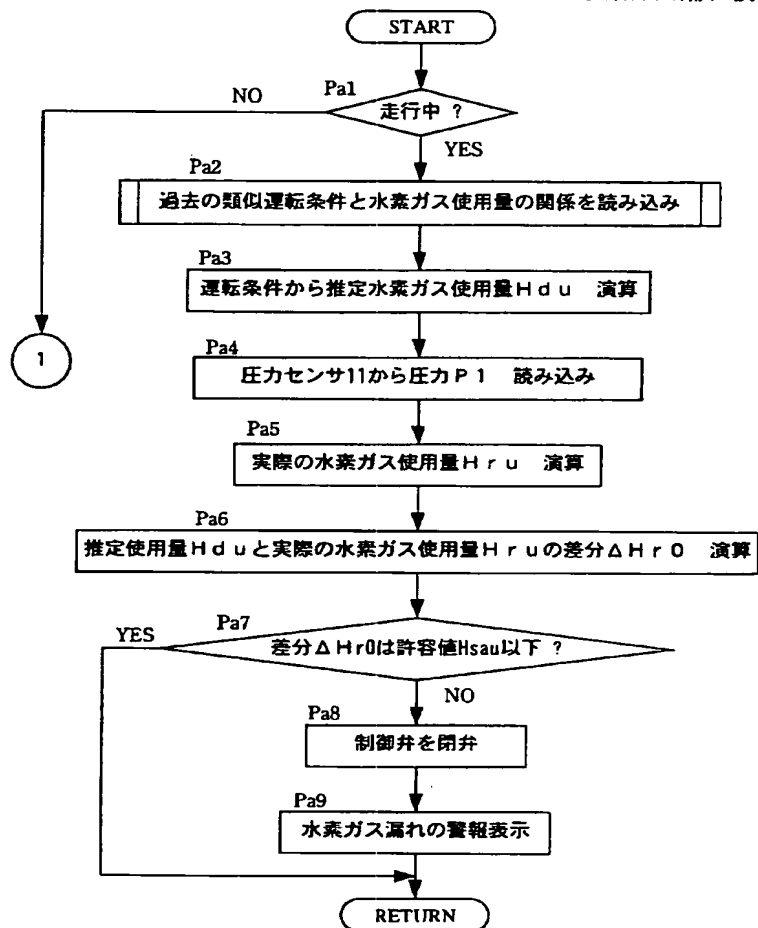 START
Pa1
NO
走行中 ?
YES
Pa2
過去の類似運転条件と水素ガス使用量の関係を読み込み
Pa3
運転条件から推定水素ガス使用量Hdu 演算
1
Pa4
圧力センサ11から圧力P1 読み込み
Pa5
実際の水素ガス使用量Hru 演算
Pa6
推定使用量Hduと実際の水素ガス使用量Hruの差分ΔHr0 演算
Pa7
YES
差分ΔHr0は許容値Hsau以下 ?
NO
Pa8
制御弁を閉弁
Pa9
水素ガス漏れの警報表示
RETURN